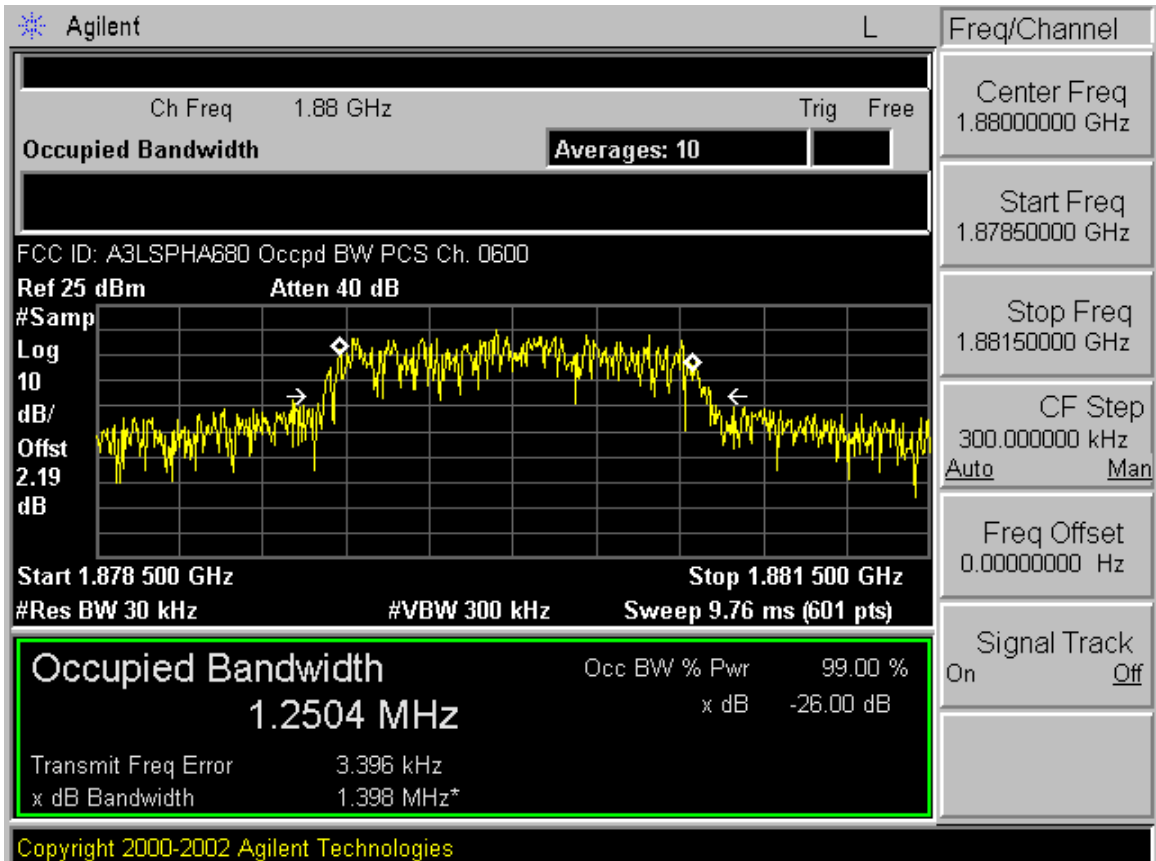 Agilent L Freq/Channel
Ch Freq 1.88 GHz Trig Free
Occupied Bandwidth Averages: 10
FCC ID: A3LSPHA680 Occpd BW PCS Ch. 0600
Ref 25 dBm Atten 40 dB
#Samp
Log
10
dB/
Offst
2.19
dB
Start 1.878 500 GHz Stop 1.881 500 GHz
#Res BW 30 kHz #VBW 300 kHz Sweep 9.76 ms (601 pts)
Occupied Bandwidth Occ BW % Pwr 99.00 %
1.2504 MHz x dB -26.00 dB
Transmit Freq Error 3.396 kHz
x dB Bandwidth 1.398 MHz*
Copyright 2000-2002 Agilent Technologies
Center Freq
1.88000000 GHz
Start Freq
1.87850000 GHz
Stop Freq
1.88150000 GHz
CF Step
300.000000 kHz
Auto Man
Freq Offset
0.00000000 Hz
Signal Track
On Off